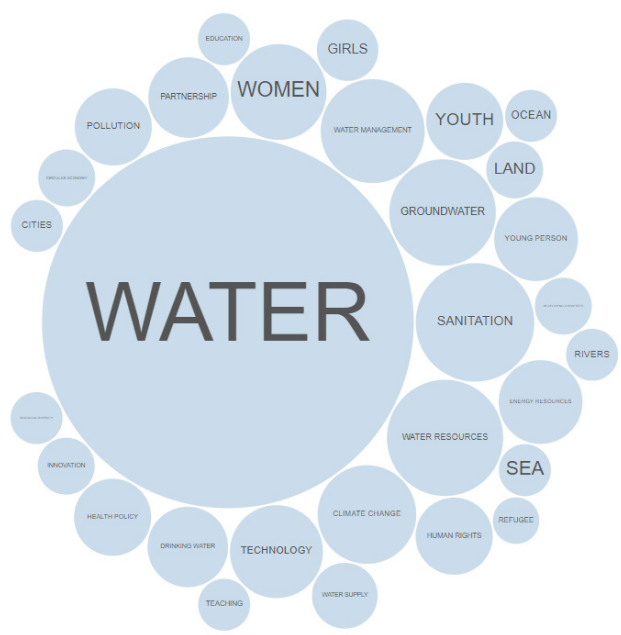 EDUCATION
GIRLS
WOMEN
PARTNERSHIP
OCEAN
YOUTH
POLLUTION
WATER MANAGEMENT
LAND
GROUNDWATER
CITIES
YOUNG PERSON
WATER
SANITATION
RIVERS
ENERGY RESOURCES
WATER RESOURCES
INNOVATION
SEA
CLIMATE CHANGE
HEALTH POLICY
REFUGEE
HUMAN RIGHTS
DRINKING WATER
TECHNOLOGY
WATER SUPPLY
TEACHING